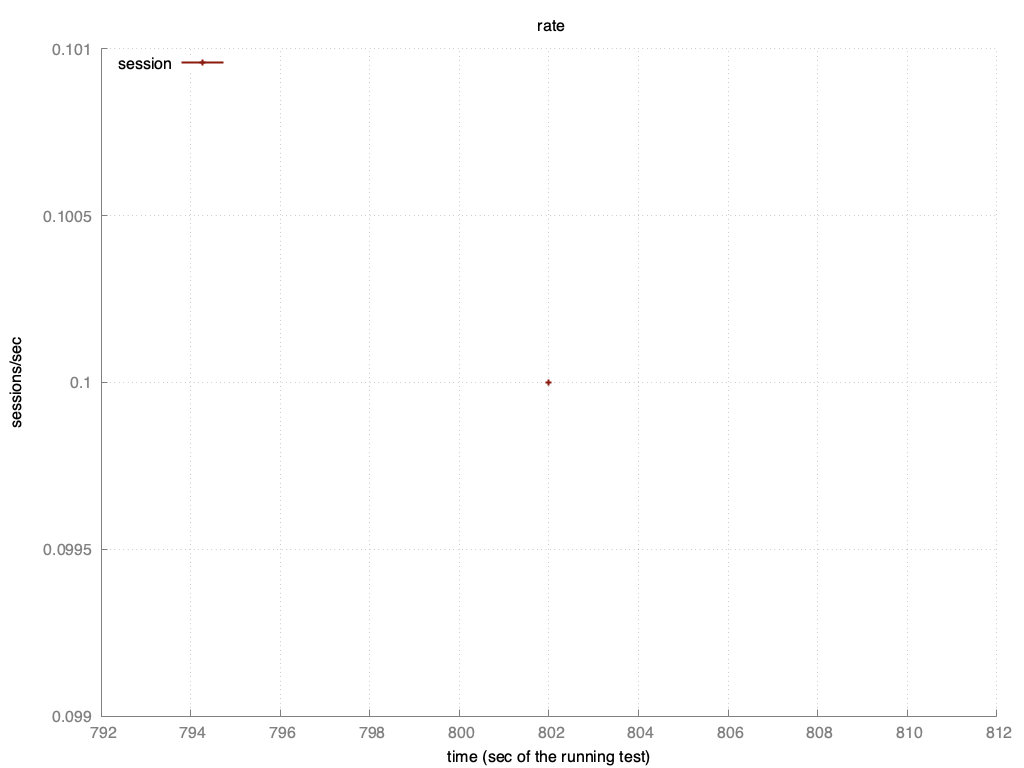 rate
session
0.101
0.1005
0.1
0.0995
0.099
sessions/sec
792 794 796 798 800 802 804 806 808 810 812
time (sec of the running test)